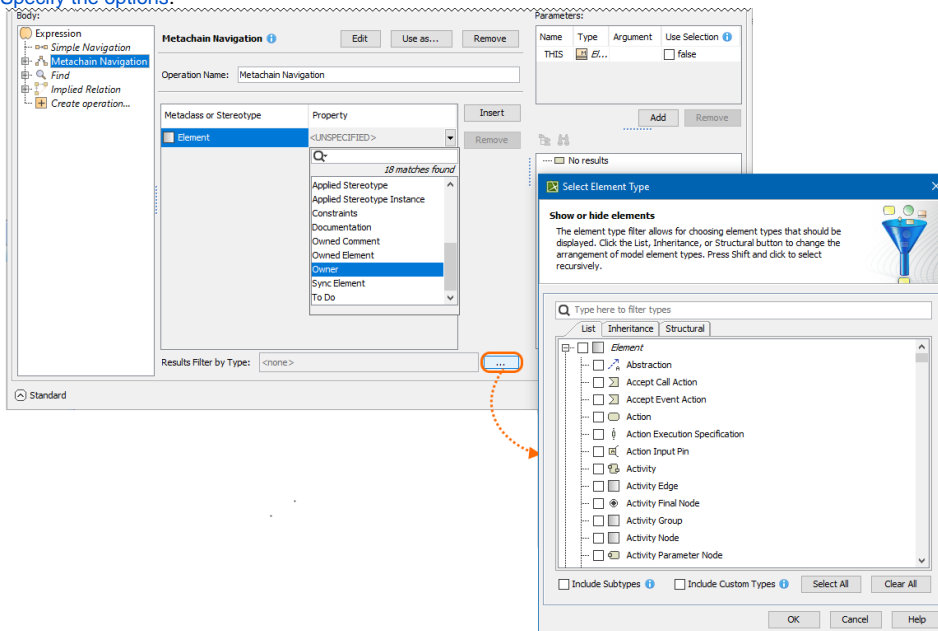 Specify the options.
Body:
Expression
Simple Navigation
Metachain Navigation
Find
Implied Relation
Create operation...
Metachain Navigation
Edit
Use as...
Remove
Operation Name:
Metachain Navigation
Metaclass or Stereotype
Property
Insert
Element
<UNSPECIFIED>
Remove
18 matches found
Applied Stereotype
Applied Stereotype Instance
Constraints
Documentation
Owned Comment
Owned Element
Owner
Sync Element
To Do
Results Filter by Type:
<none>
...
Standard
Parameters:
Name Type Argument Use Selection
THIS El... false
Add
Remove
No results
Select Element Type
Show or hide elements
The element type filter allows for choosing element types that should be
displayed. Click the List, Inheritance, or Structural button to change the
arrangement of model element types. Press Shift and click to select
recursively.
Type here to filter types
List Inheritance Structural
Element
Abstraction
Accept Call Action
Accept Event Action
Action
Action Execution Specification
Action Input Pin
Activity
Activity Edge
Activity Final Node
Activity Group
Activity Node
Activity Parameter Node
Include Subtypes
Include Custom Types
Select All
Clear All
OK
Cancel
Help